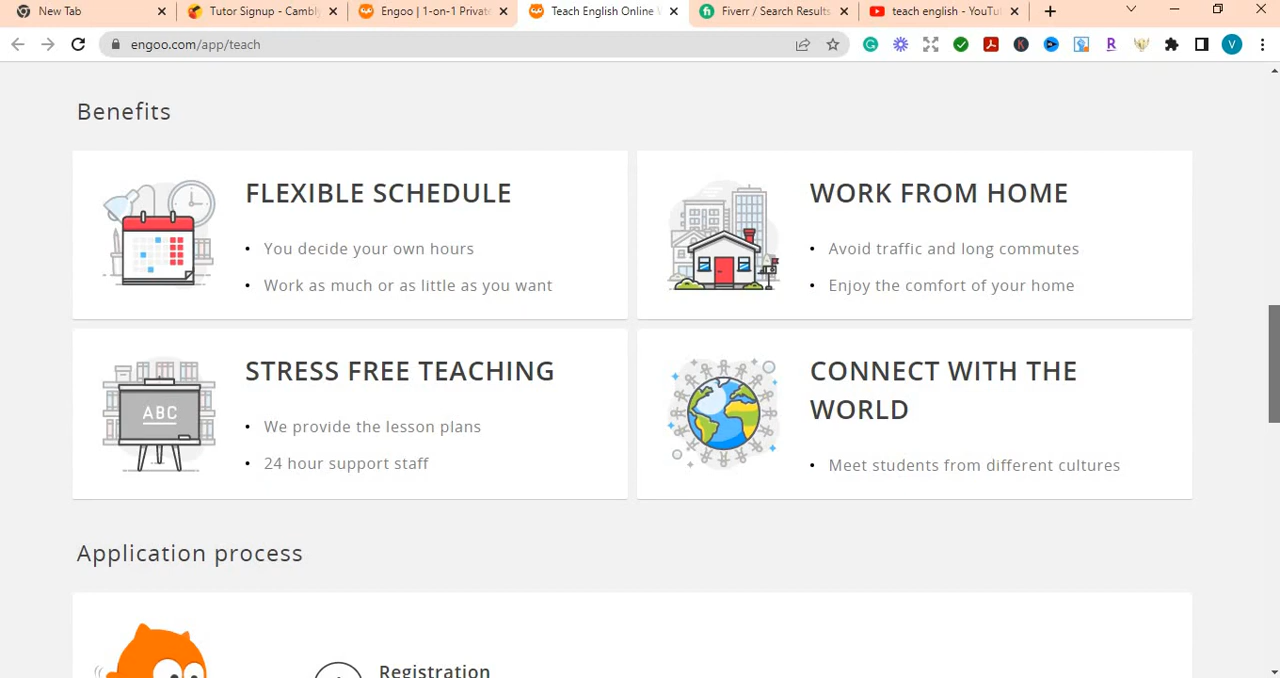 New Tab
Tutor Signup - Cambly
Engoo | 1-on-1 Private
Teach English Online
Fiverr / Search Results
teach english - YouTu
engoo.com/app/teach
R
V
Benefits
FLEXIBLE SCHEDULE
• You decide your own hours
• Work as much or as little as you want
WORK FROM HOME
• Avoid traffic and long commutes
• Enjoy the comfort of your home
ABC
STRESS FREE TEACHING
• We provide the lesson plans
• 24 hour support staff
CONNECT WITH THE
WORLD
• Meet students from different cultures
Application process
Registration